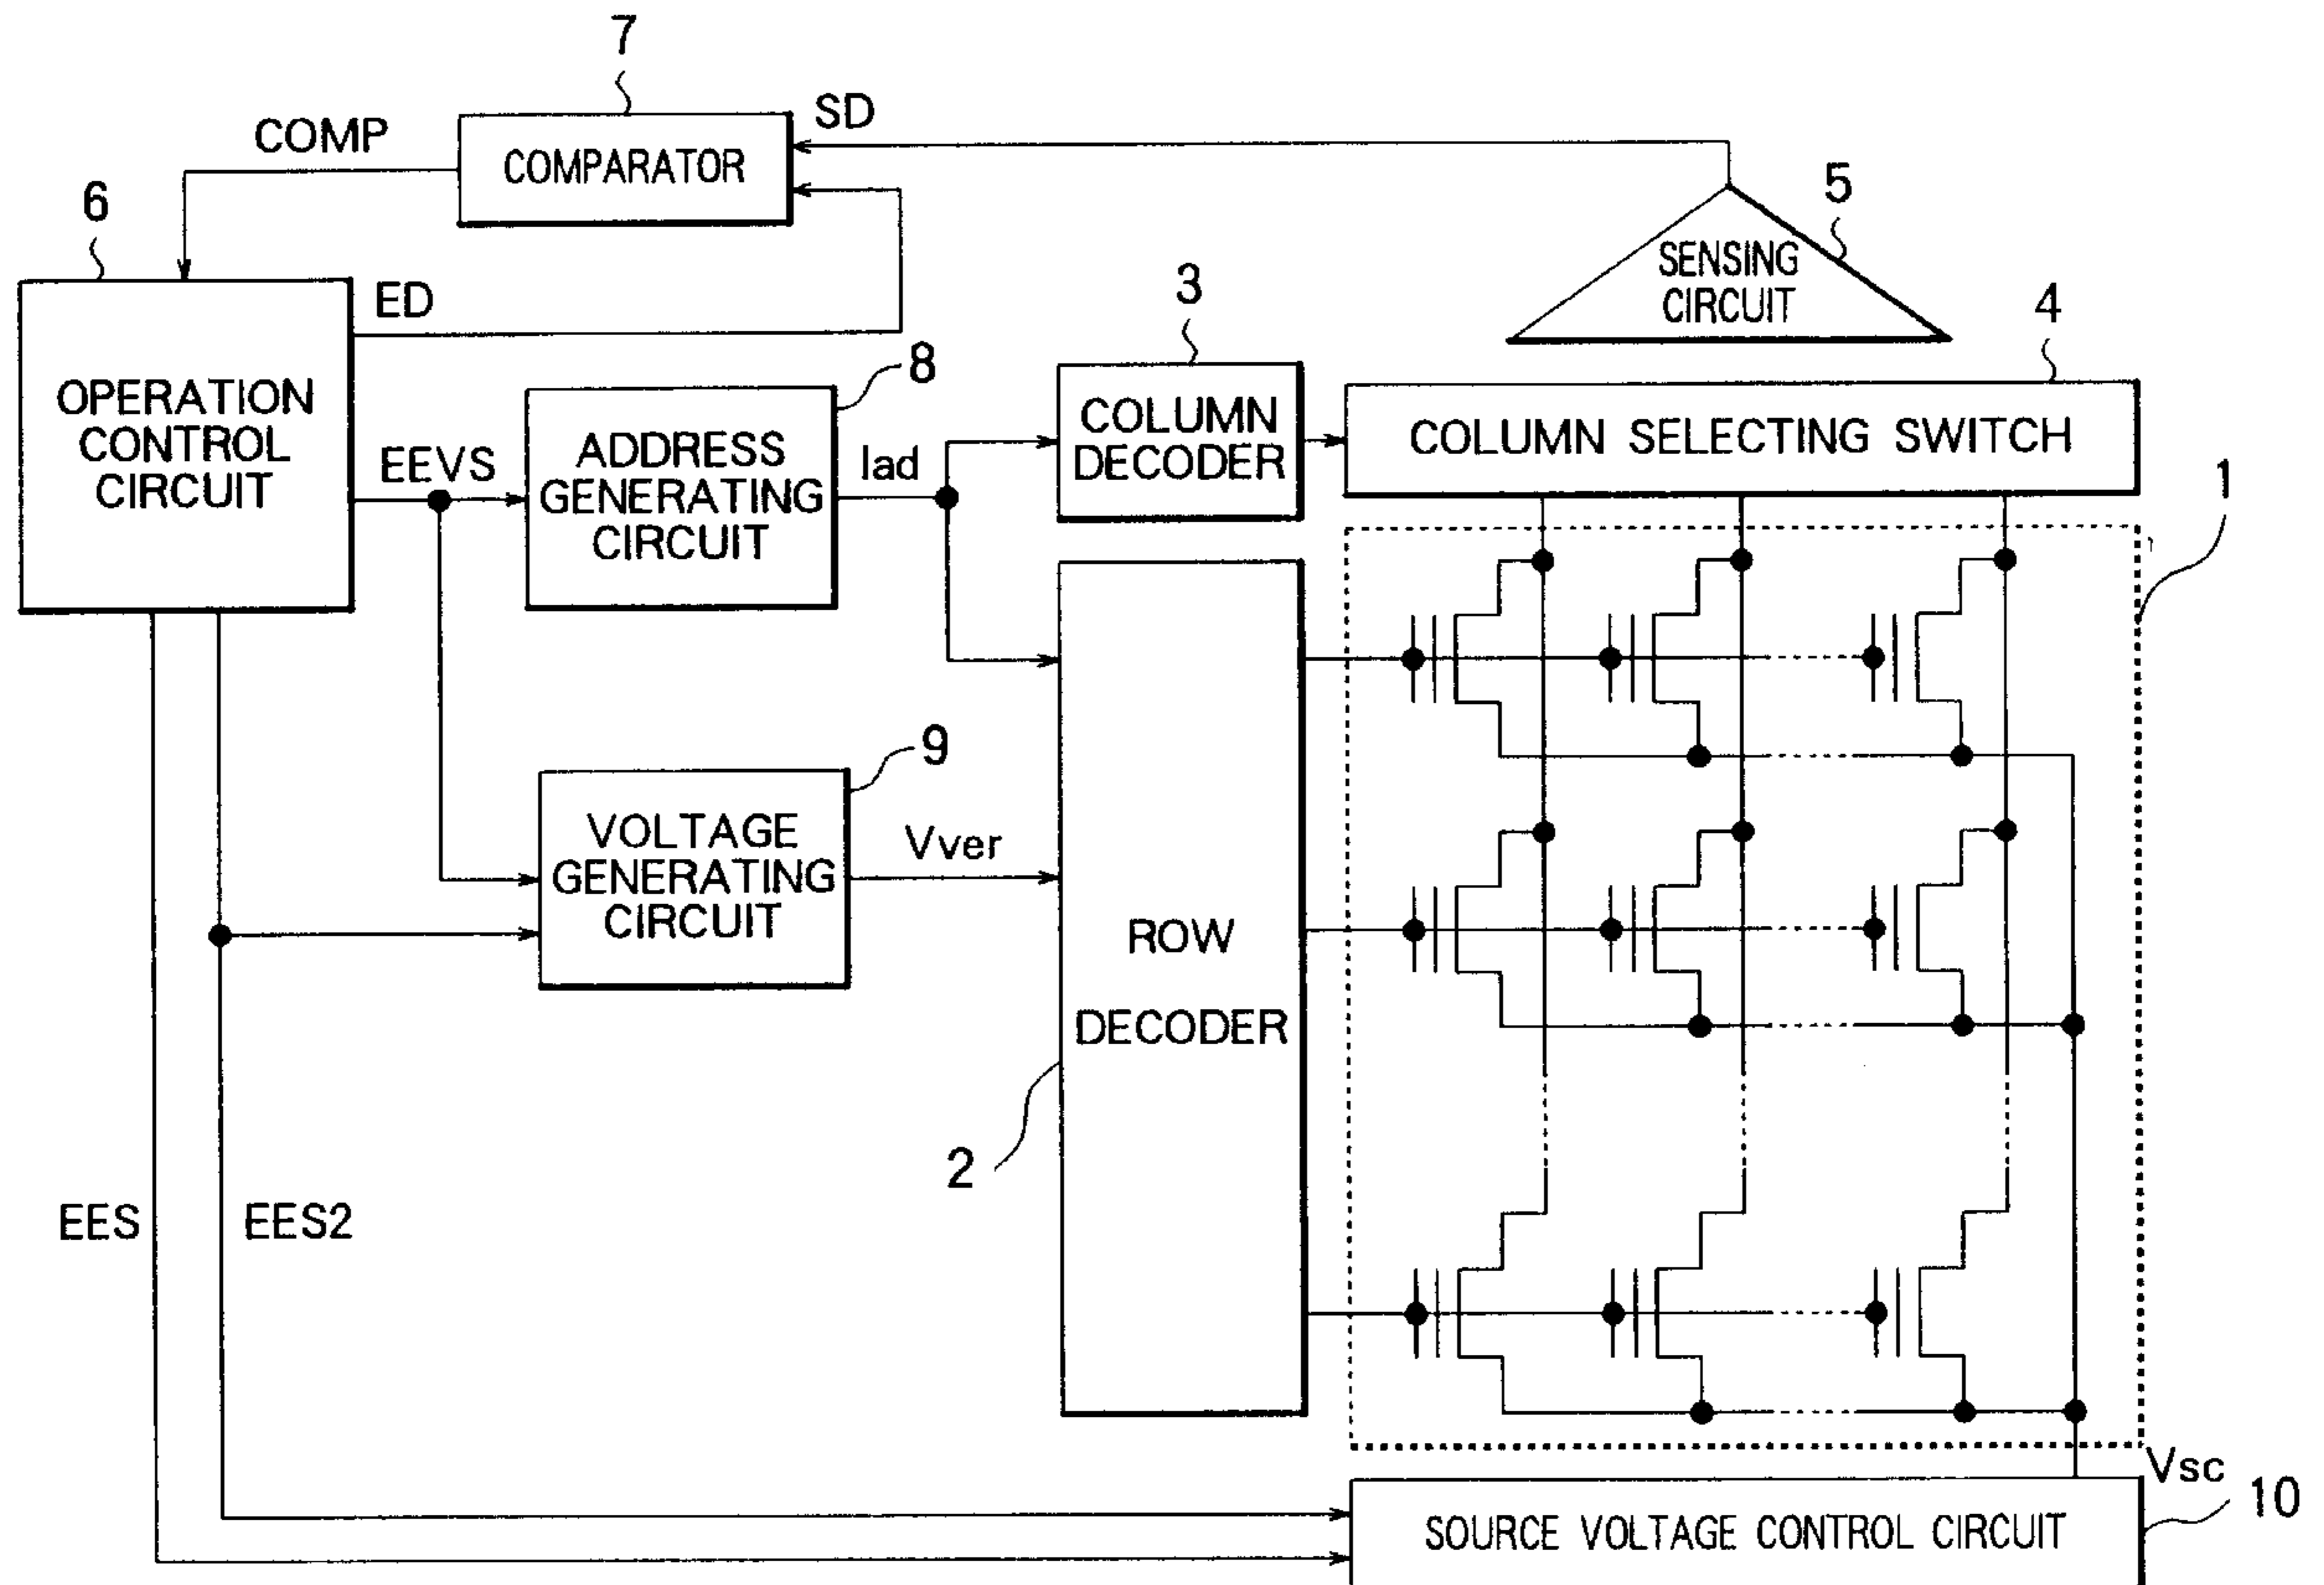 7
COMP
COMPARATOR
SD
6
ED
OPERATION
CONTROL
CIRCUIT
EEVS
8
ADDRESS
GENERATING
CIRCUIT
Iad
3
COLUMN
DECODER
5
SENSING
CIRCUIT
4
COLUMN SELECTING SWITCH
1
9
VOLTAGE
GENERATING
CIRCUIT
Vver
ROW
DECODER
2
EES
EES2
Vsc
10
SOURCE VOLTAGE CONTROL CIRCUIT